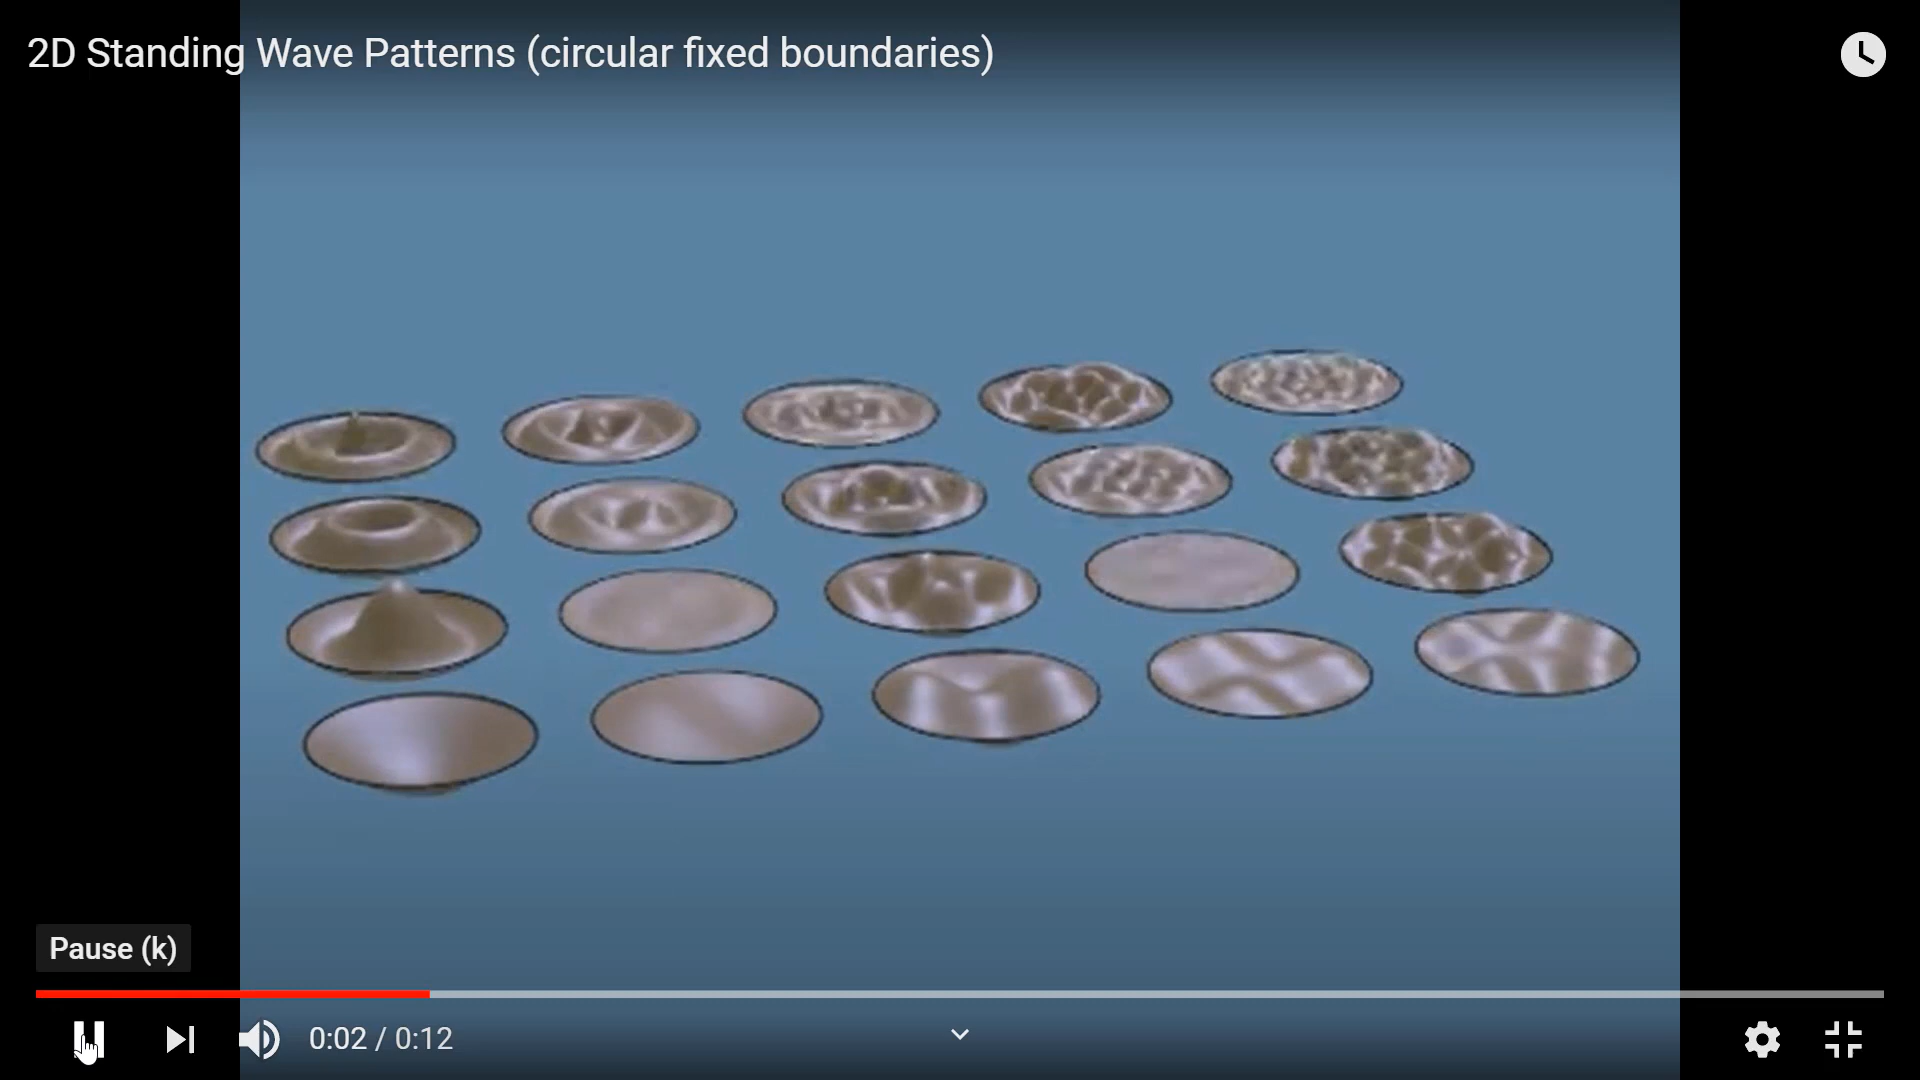 2D Standing Wave Patterns (circular fixed boundaries)
Pause (k)
0:02 / 0:12